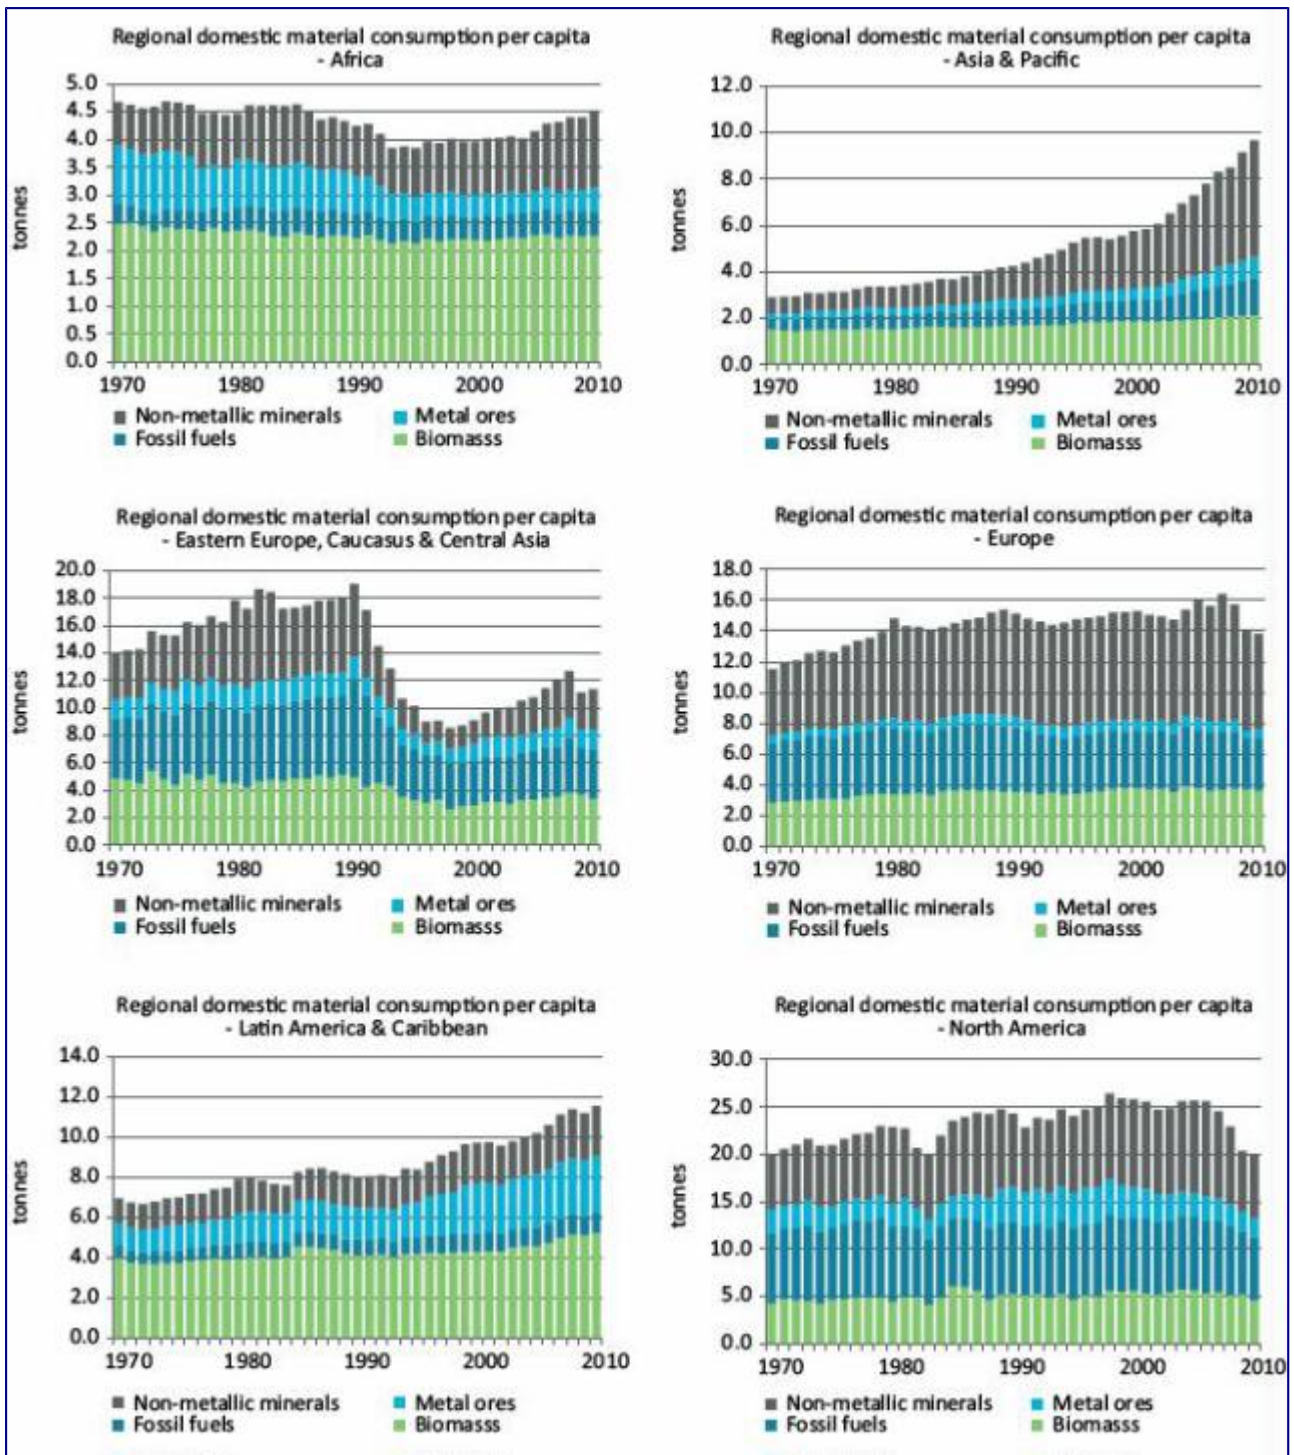 Regional domestic material consumption per capita
- Africa
tonnes
5.0
4.5
4.0
3.5
3.0
2.5
2.0
1.5
1.0
0.5
0.0
1970 1980 1990 2000 2010
Non-metallic minerals Metal ores
Fossil fuels Biomasss
Regional domestic material consumption per capita
- Asia & Pacific
tonnes
12.0
10.0
8.0
6.0
4.0
2.0
0.0
1970 1980 1990 2000 2010
Non-metallic minerals Metal ores
Fossil fuels Biomasss
Regional domestic material consumption per capita
- Eastern Europe, Caucasus & Central Asia
tonnes
20.0
18.0
16.0
14.0
12.0
10.0
8.0
6.0
4.0
2.0
0.0
1970 1980 1990 2000 2010
Non-metallic minerals Metal ores
Fossil fuels Biomasss
Regional domestic material consumption per capita
- Europe
tonnes
18.0
16.0
14.0
12.0
10.0
8.0
6.0
4.0
2.0
0.0
1970 1980 1990 2000 2010
Non-metallic minerals Metal ores
Fossil fuels Biomasss
Regional domestic material consumption per capita
- Latin America & Caribbean
tonnes
14.0
12.0
10.0
8.0
6.0
4.0
2.0
0.0
1970 1980 1990 2000 2010
Non-metallic minerals Metal ores
Fossil fuels Biomasss
Regional domestic material consumption per capita
- North America
tonnes
30.0
25.0
20.0
15.0
10.0
5.0
0.0
1970 1980 1990 2000 2010
Non-metallic minerals Metal ores
Fossil fuels Biomasss